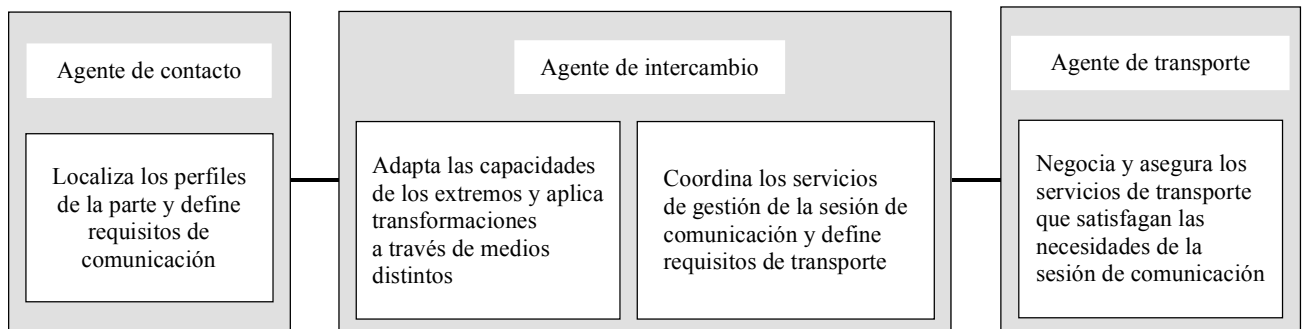 Agente de contacto
Localiza los perfiles
de la parte y define
requisitos de
comunicación
Agente de intercambio
Adapta las capacidades
de los extremos y aplica
transformaciones
a través de medios
distintos
Coordina los servicios
de gestión de la sesión de
comunicación y define
requisitos de transporte
Agente de transporte
Negocia y asegura los
servicios de transporte
que satisfagan las
necesidades de la
sesión de comunicación